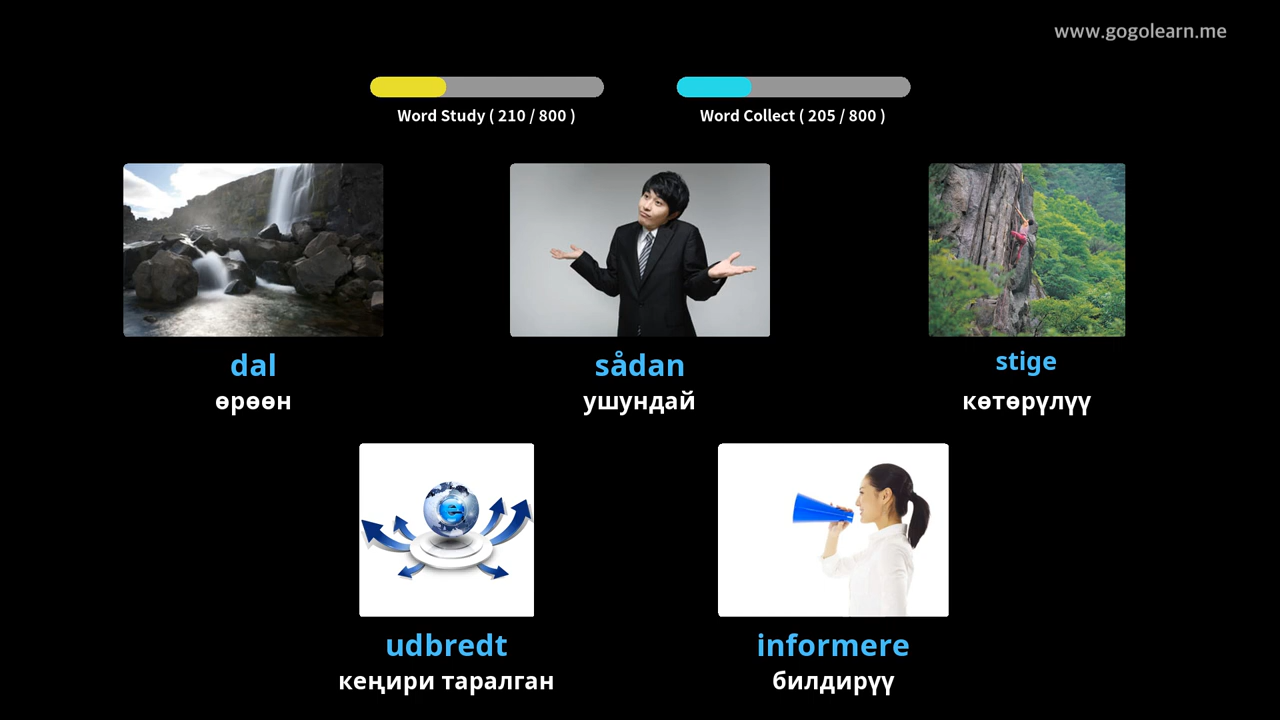 www.gogolearn.me
Word Study ( 210 / 800 )
Word Collect ( 205 / 800 )
dal
өрөөн
sådan
ушундай
stige
көтөрүлүү
e
udbredt
кеңири таралган
informere
билдирүү